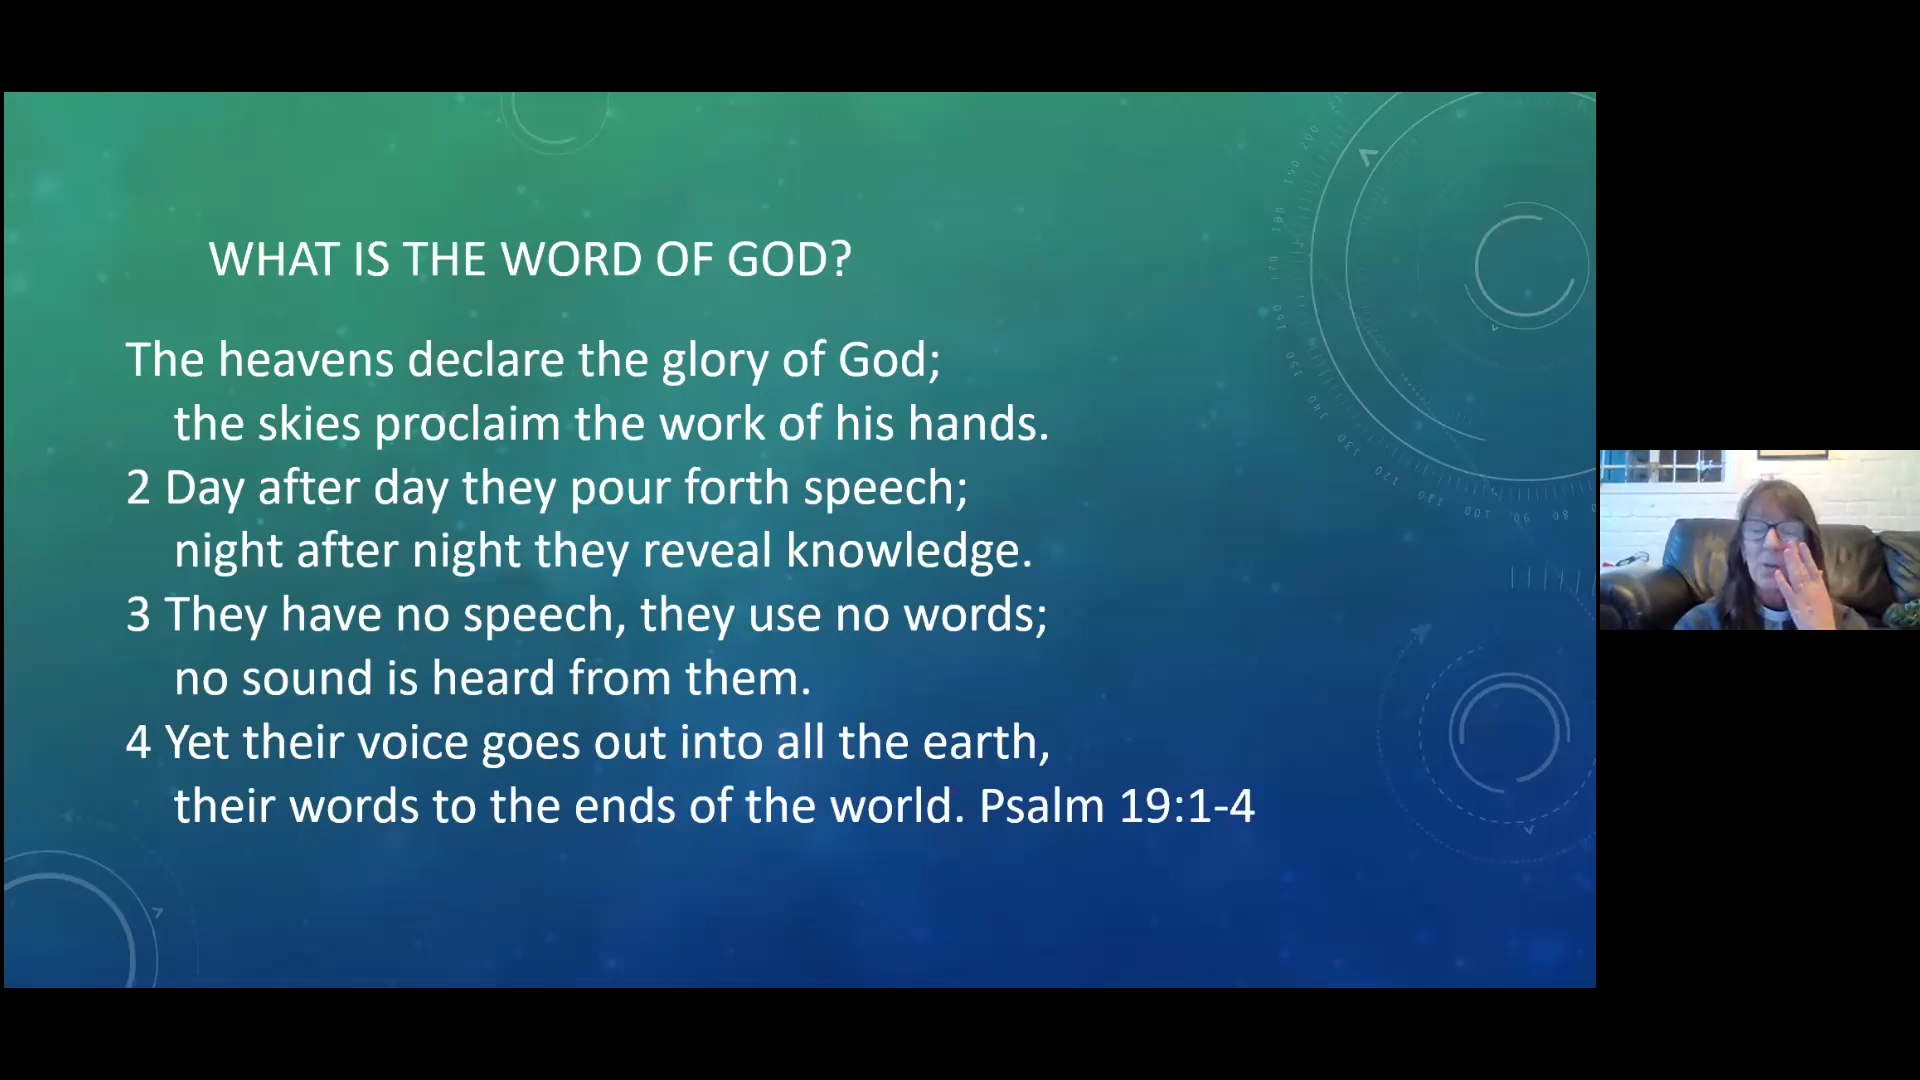 WHAT IS THE WORD OF GOD?
The heavens declare the glory of God;
the skies proclaim the work of his hands.
2 Day after day they pour forth speech;
night after night they reveal knowledge.
3 They have no speech, they use no words;
no sound is heard from them.
4 Yet their voice goes out into all the earth,
their words to the ends of the world. Psalm 19:1-4